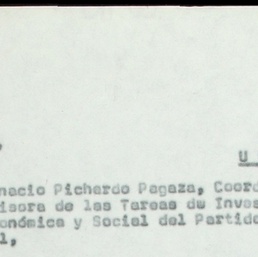 U
nacio Pichardo Pagaza, Coord
isora de las Tareas de Inves
onómica y Social del Partido
l,